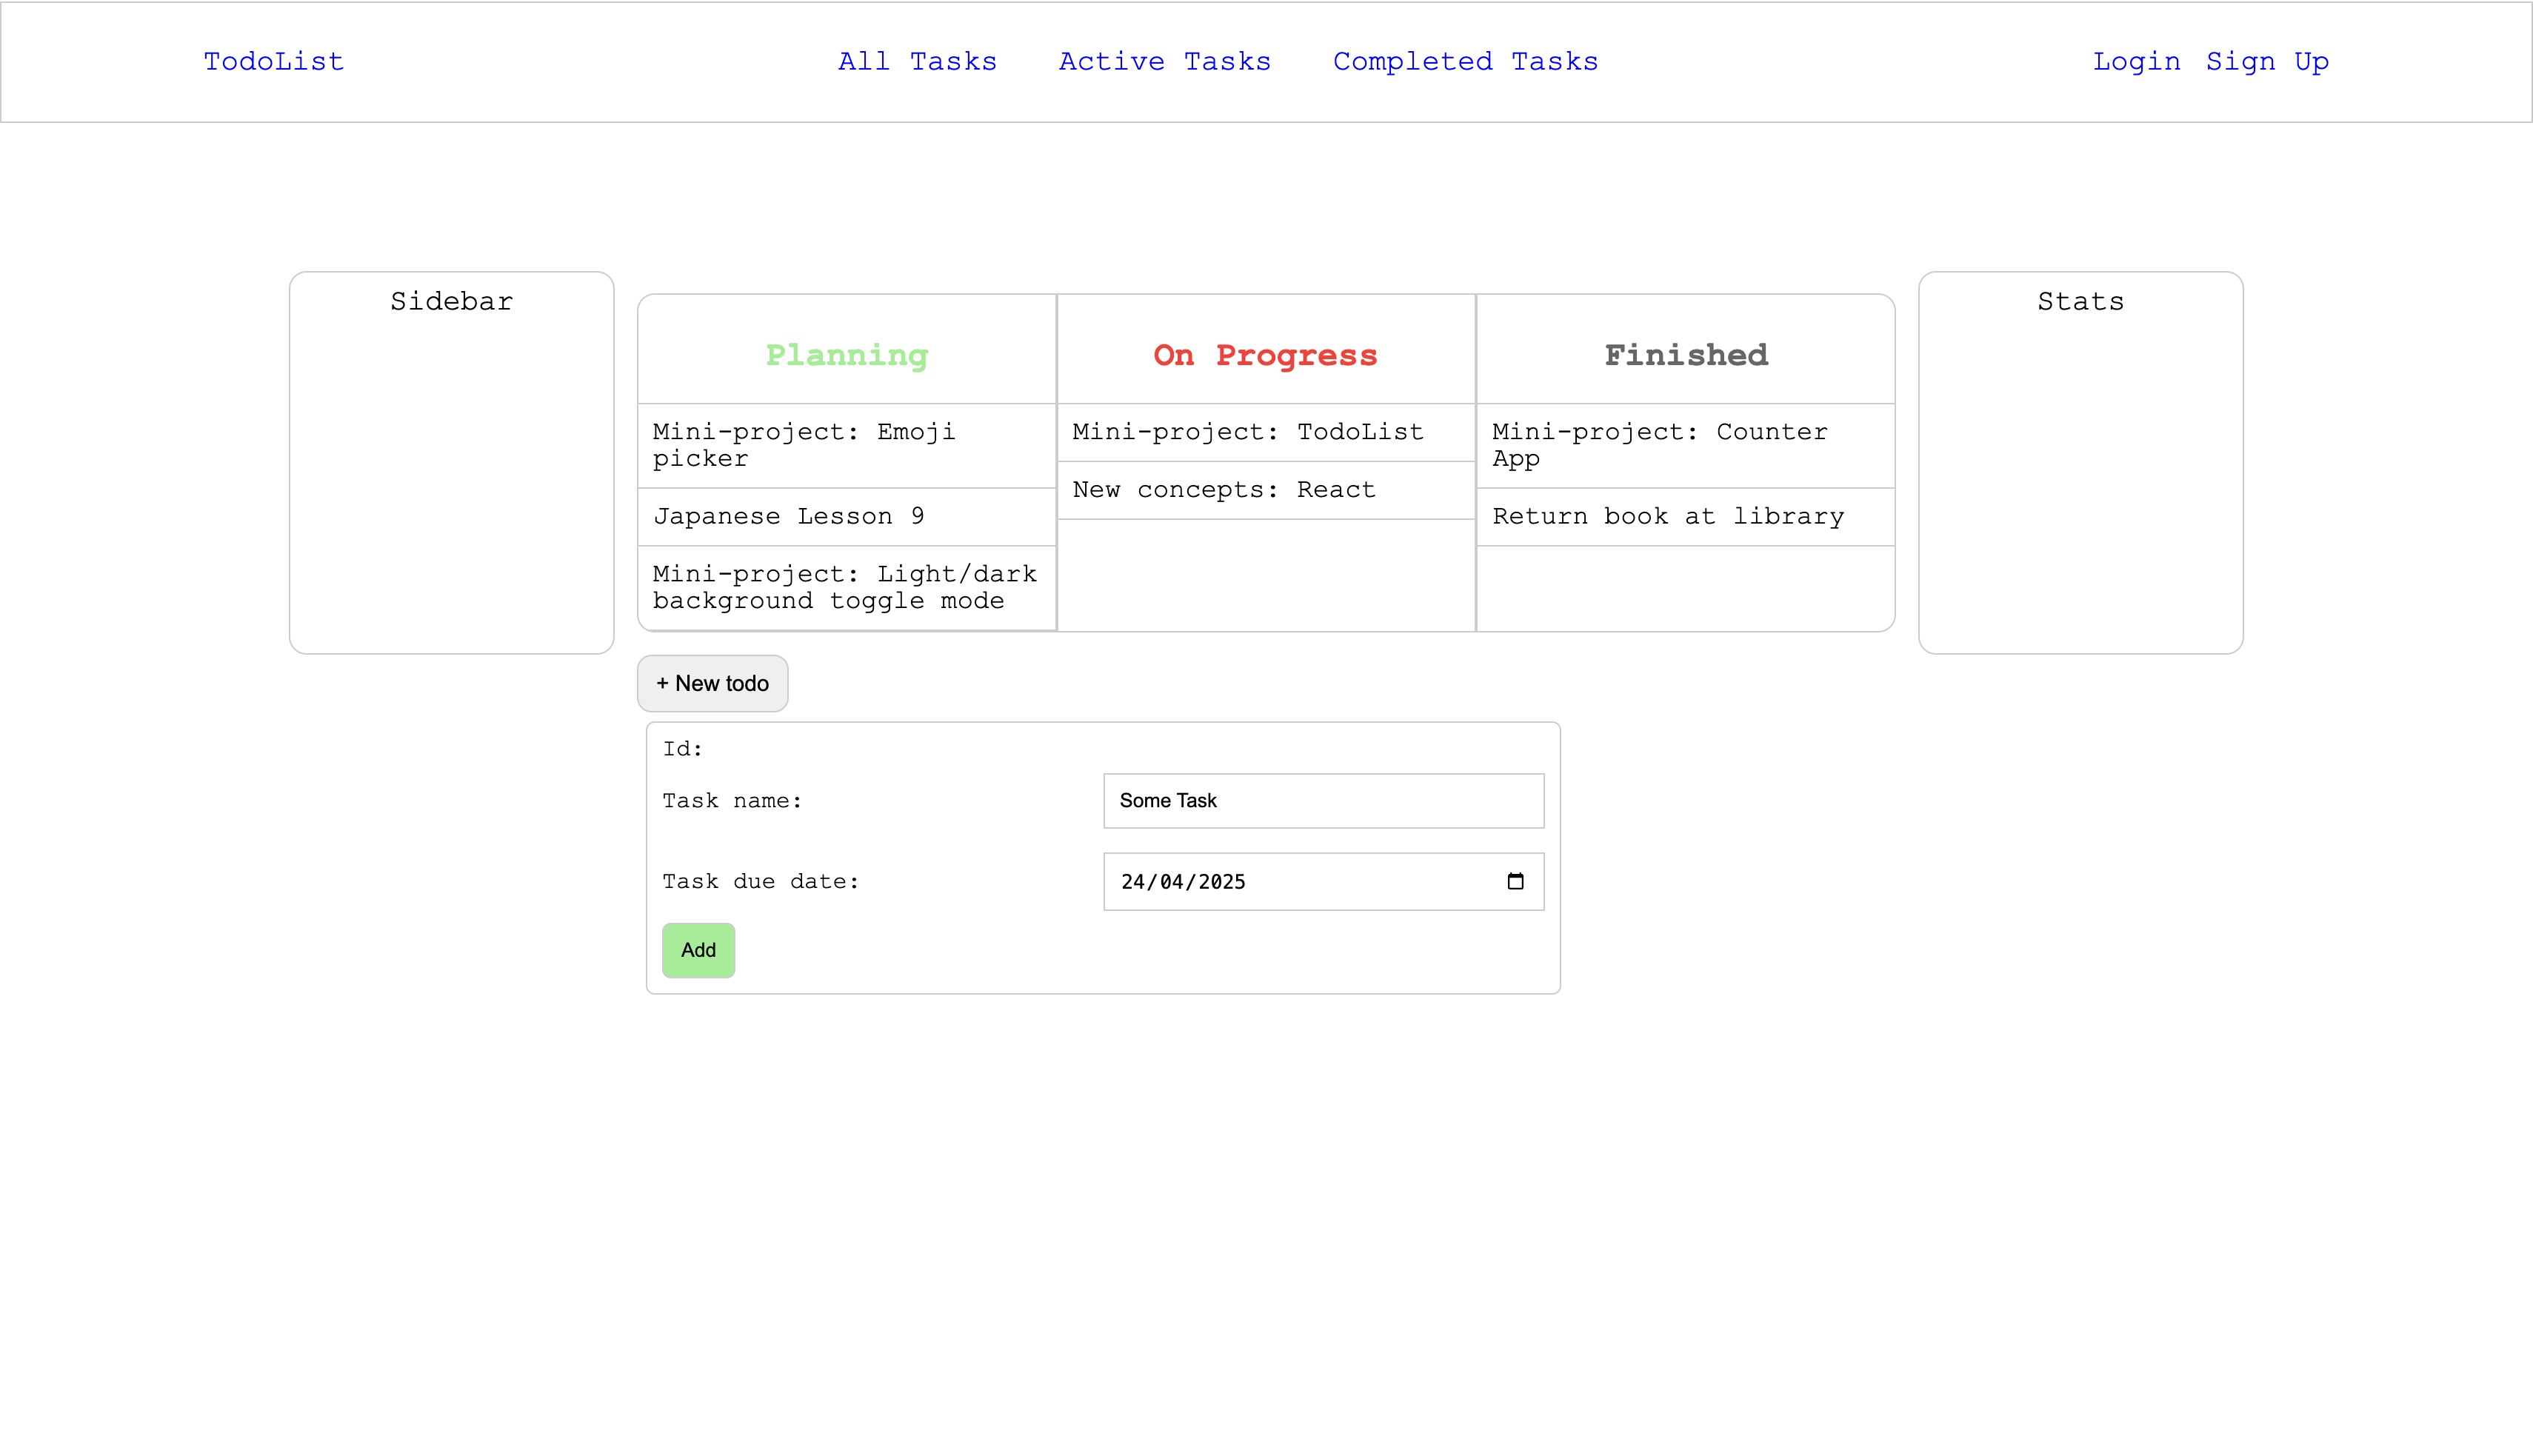 TodoList
All Tasks
Active Tasks
Completed Tasks
Login
Sign Up
Sidebar
Planning
Mini-project: Emoji
picker
Japanese Lesson 9
Mini-project: Light/dark
background toggle mode
On Progress
Mini-project: TodoList
New concepts: React
Finished
Mini-project: Counter
App
Return book at library
Stats
+ New todo
Id:
Task name:
Some Task
Task due date:
24/04/2025
Add